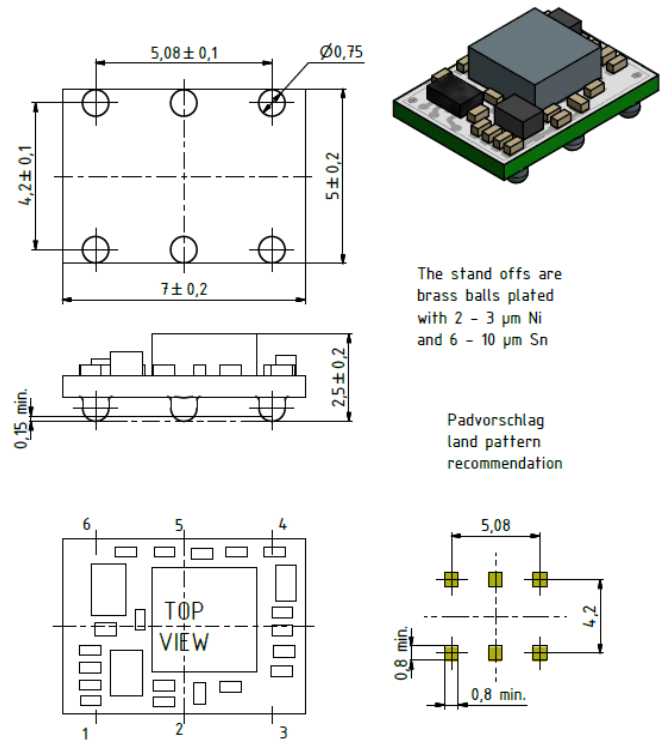 5,08 ± 0,1
Ø0,75
4,2 ± 0,1
5 ± 0,2
7 ± 0,2
The stand offs are
brass balls plated
with 2 - 3 µm Ni
and 6 - 10 µm Sn
2,5 ± 0,2
0,15 min.
Padvorschlag
land pattern
recommendation
6
5
4
TOP
VIEW
1
2
3
5,08
4,2
0,8 min.
0,8 min.